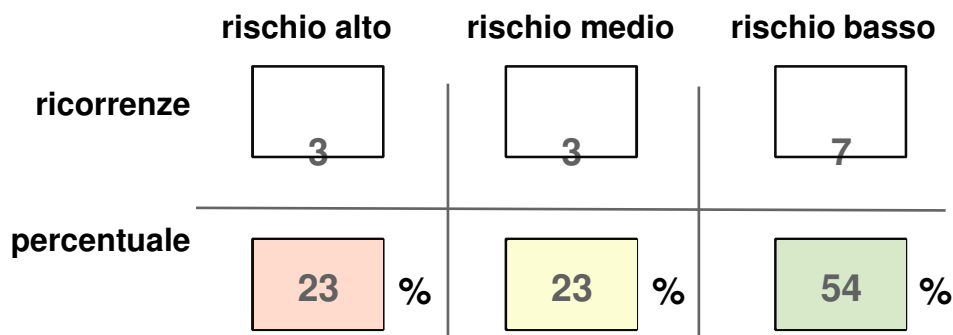 rischio alto rischio medio rischio basso
ricorrenze 3 3 7
percentuale 23 % 23 % 54 %